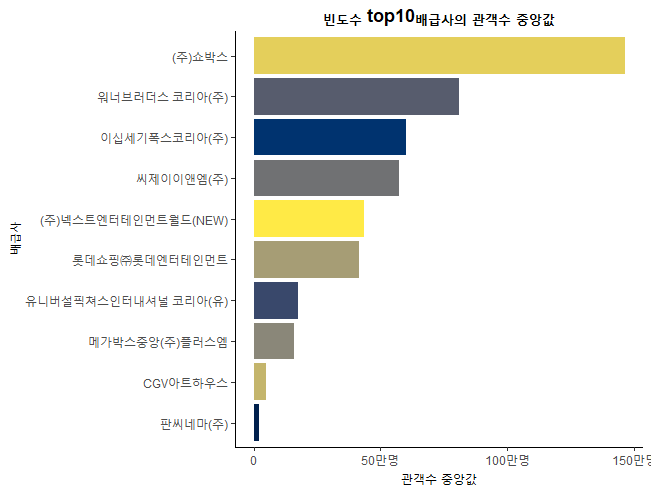 빈도수 top10배급사의 관객수 중앙값
배급사
(주)쇼박스
워너브러더스 코리아(주)
이십세기폭스코리아(주)
씨제이이앤엠(주)
(주)넥스트엔터테인먼트월드(NEW)
롯데쇼핑㈜롯데엔터테인먼트
유니버설픽쳐스인터내셔널 코리아(유)
메가박스중앙(주)플러스엠
CGV아트하우스
판씨네마(주)
0 50만명 100만명 150만명
관객수 중앙값